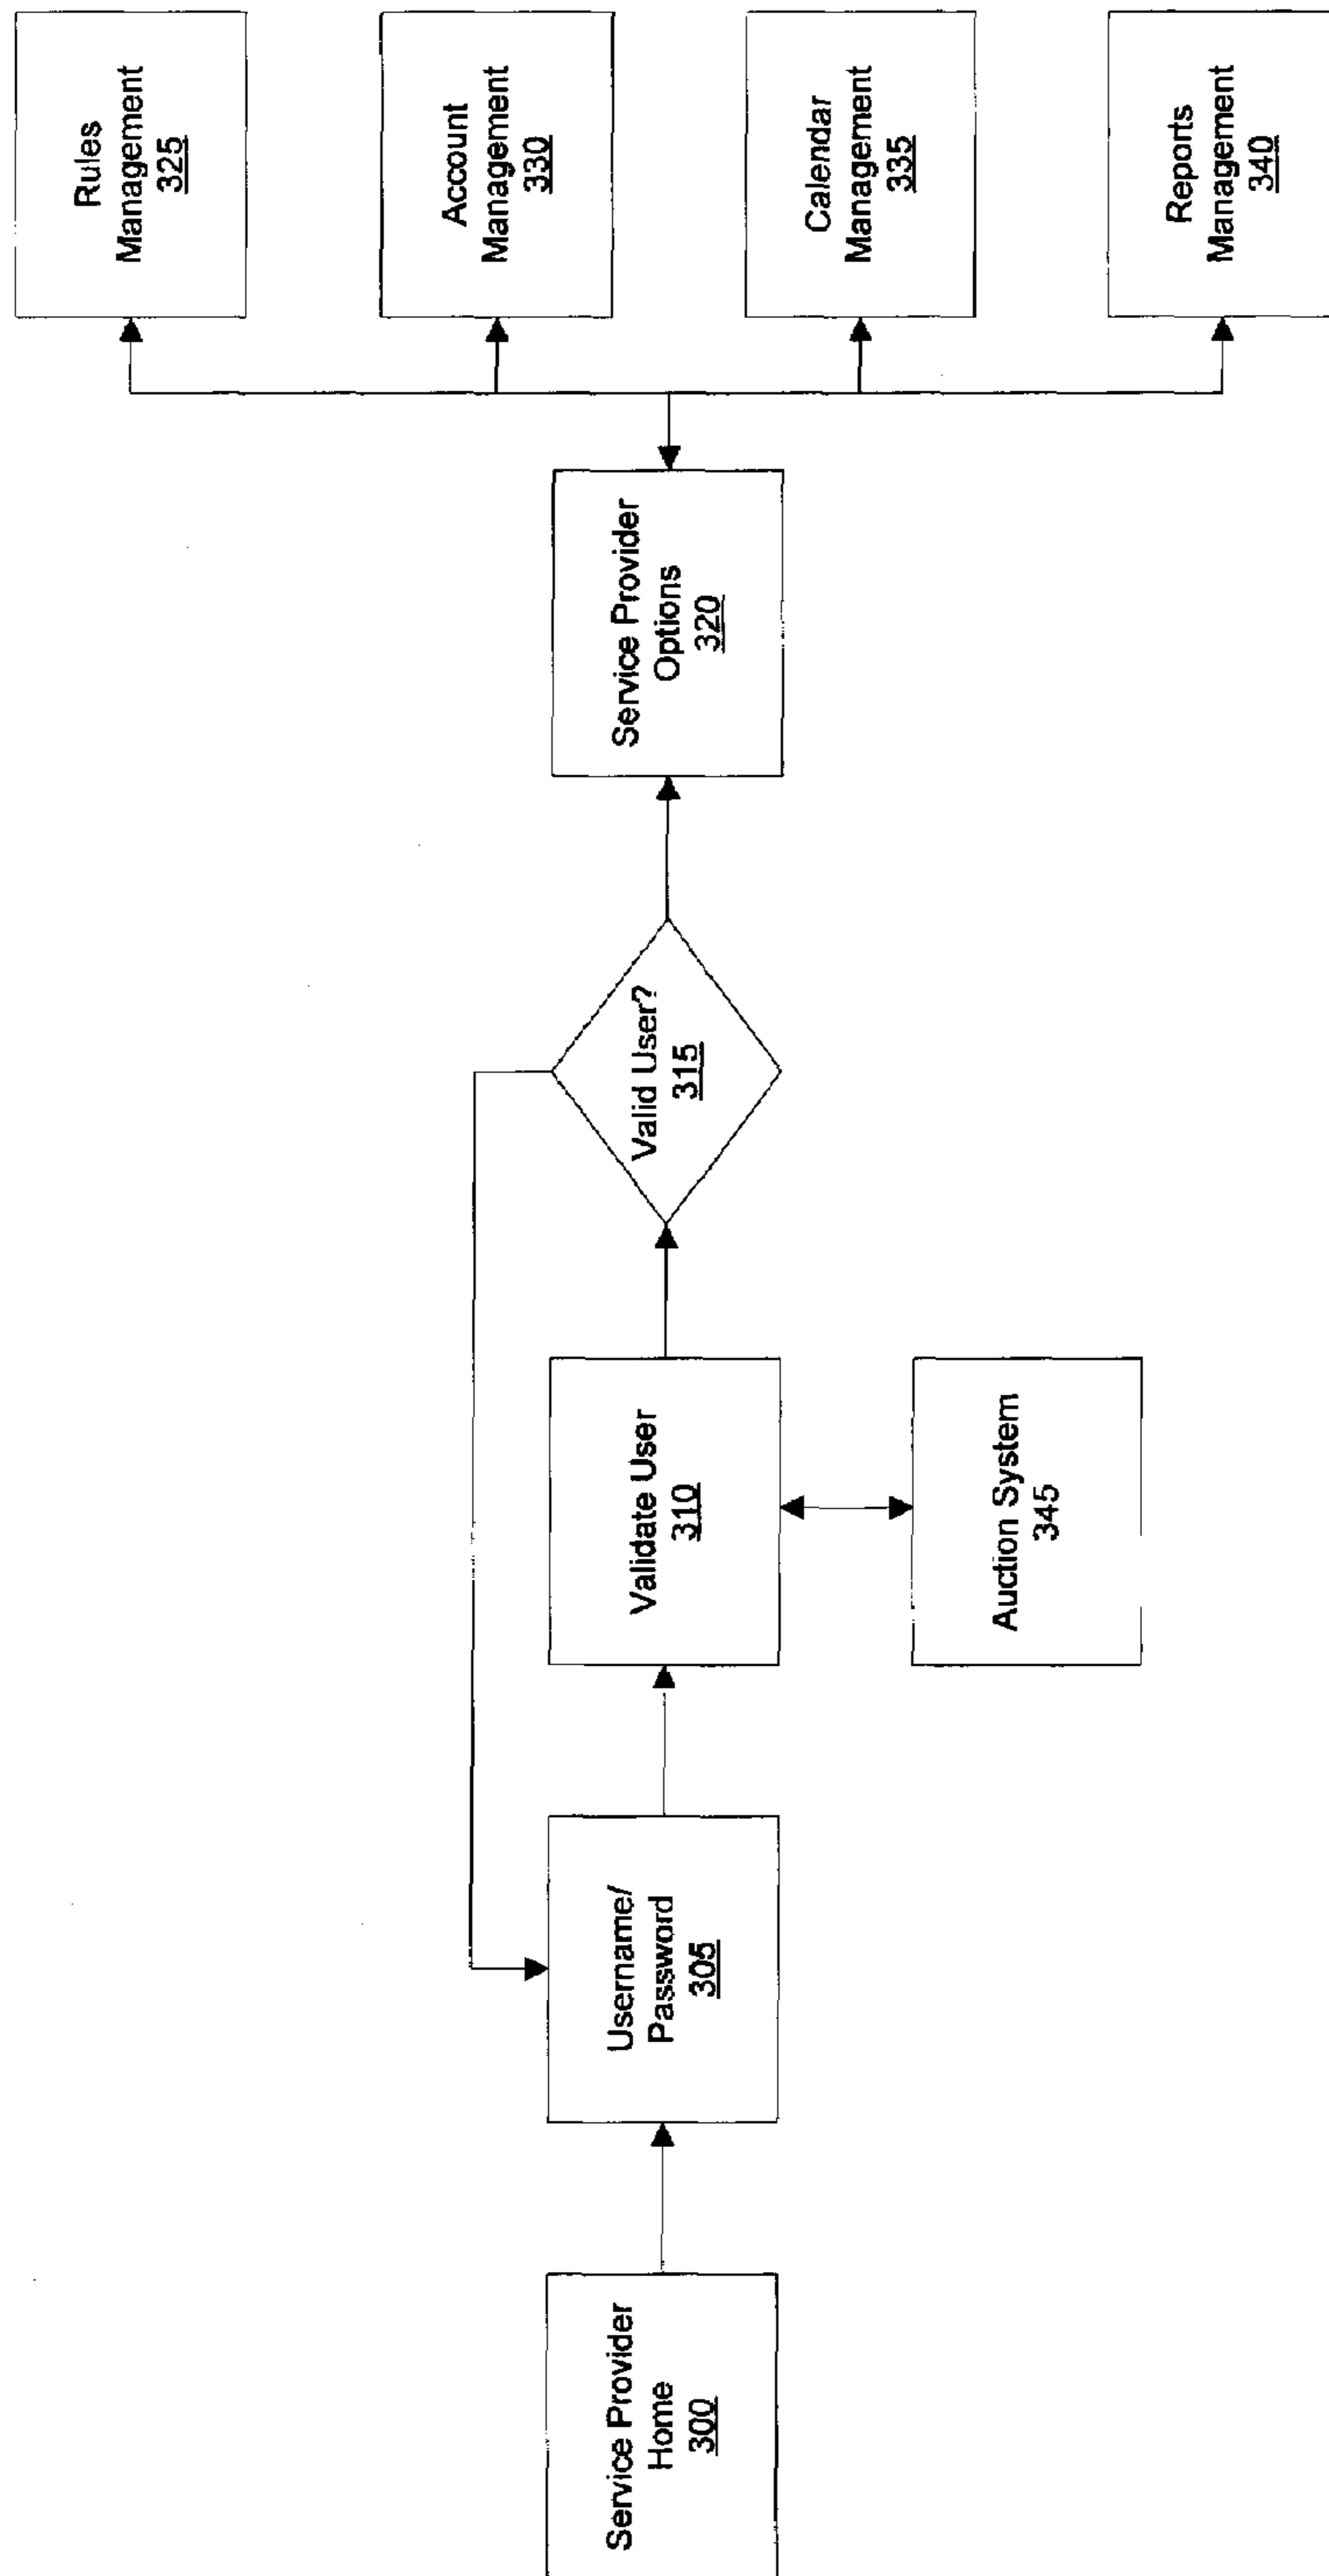 Service Provider
Home
300
Username/
Password
305
Validate User
310
Auction System
345
Valid User?
315
Service Provider
Options
320
Rules
Management
325
Account
Management
330
Calendar
Management
335
Reports
Management
340